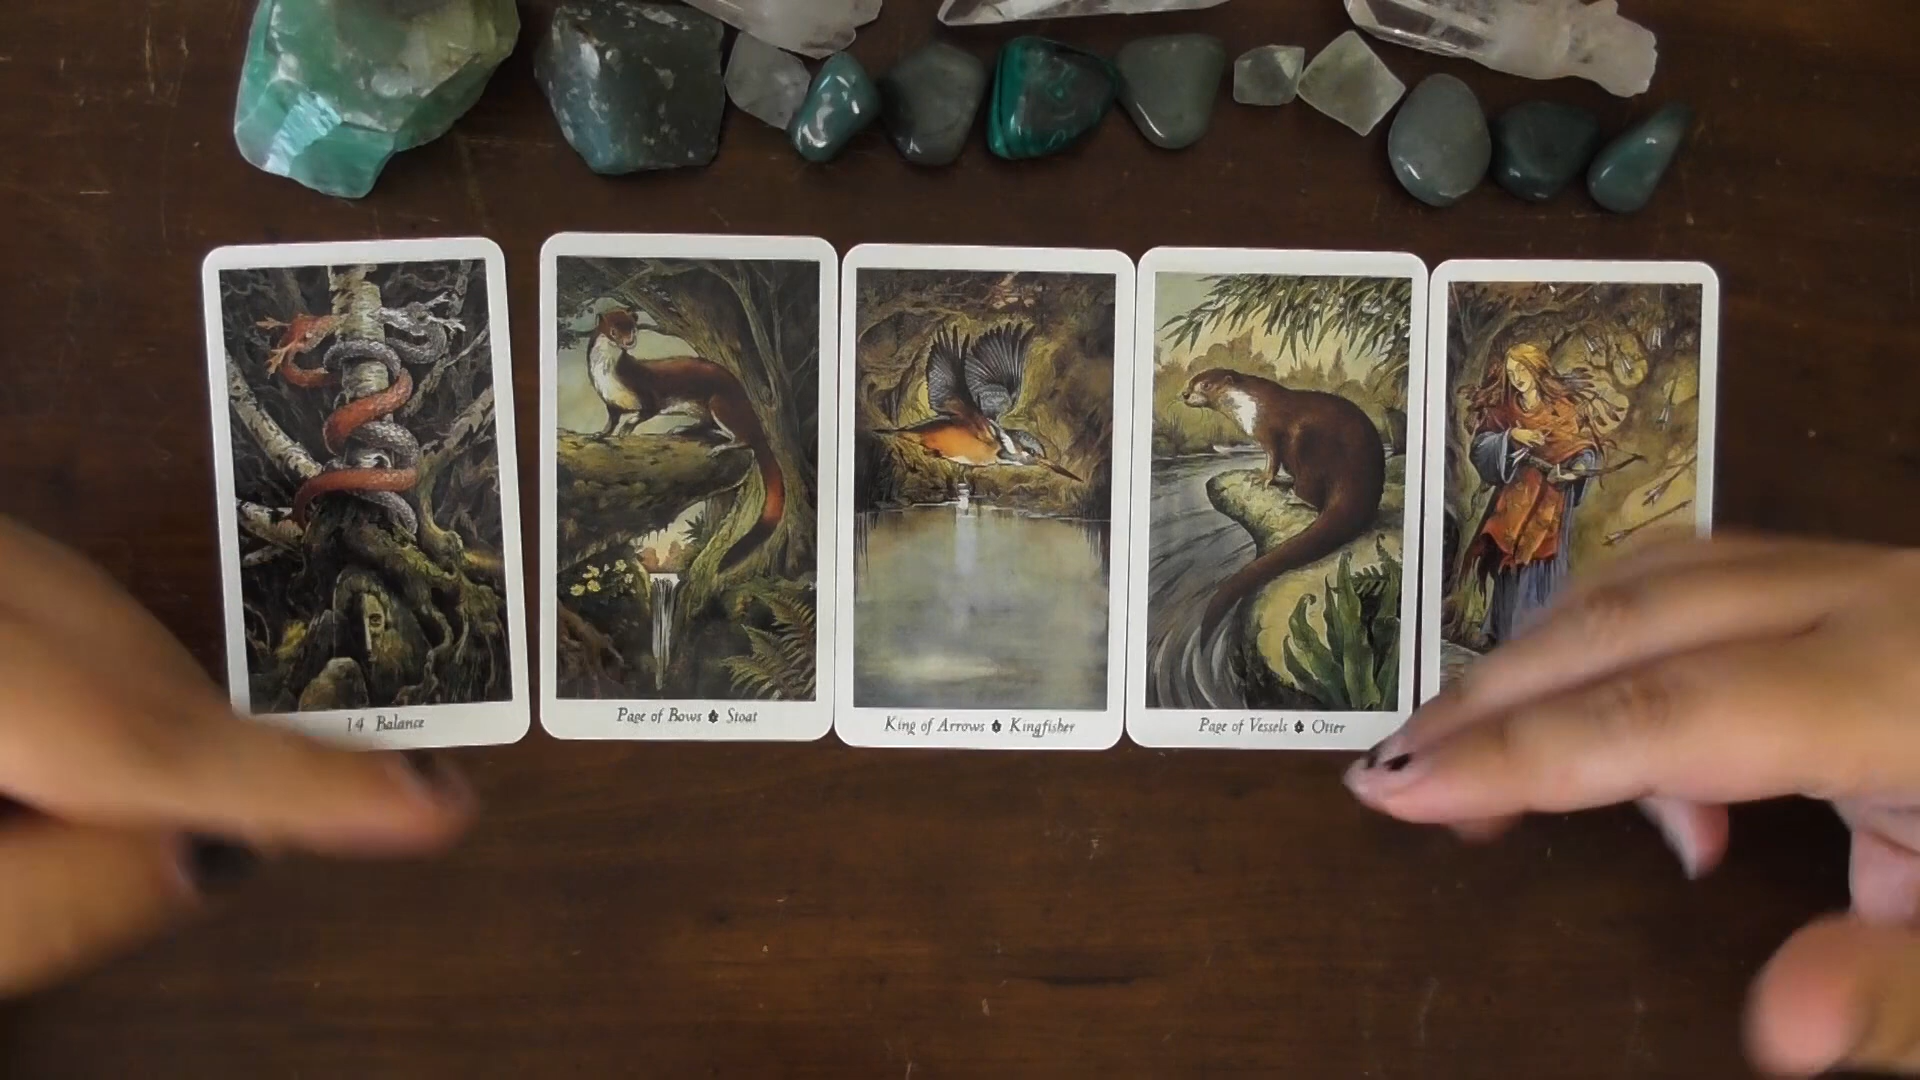 14 Balance
Page of Bows Stoat
King of Arrows Kingfisher
Page of Vessels Otter